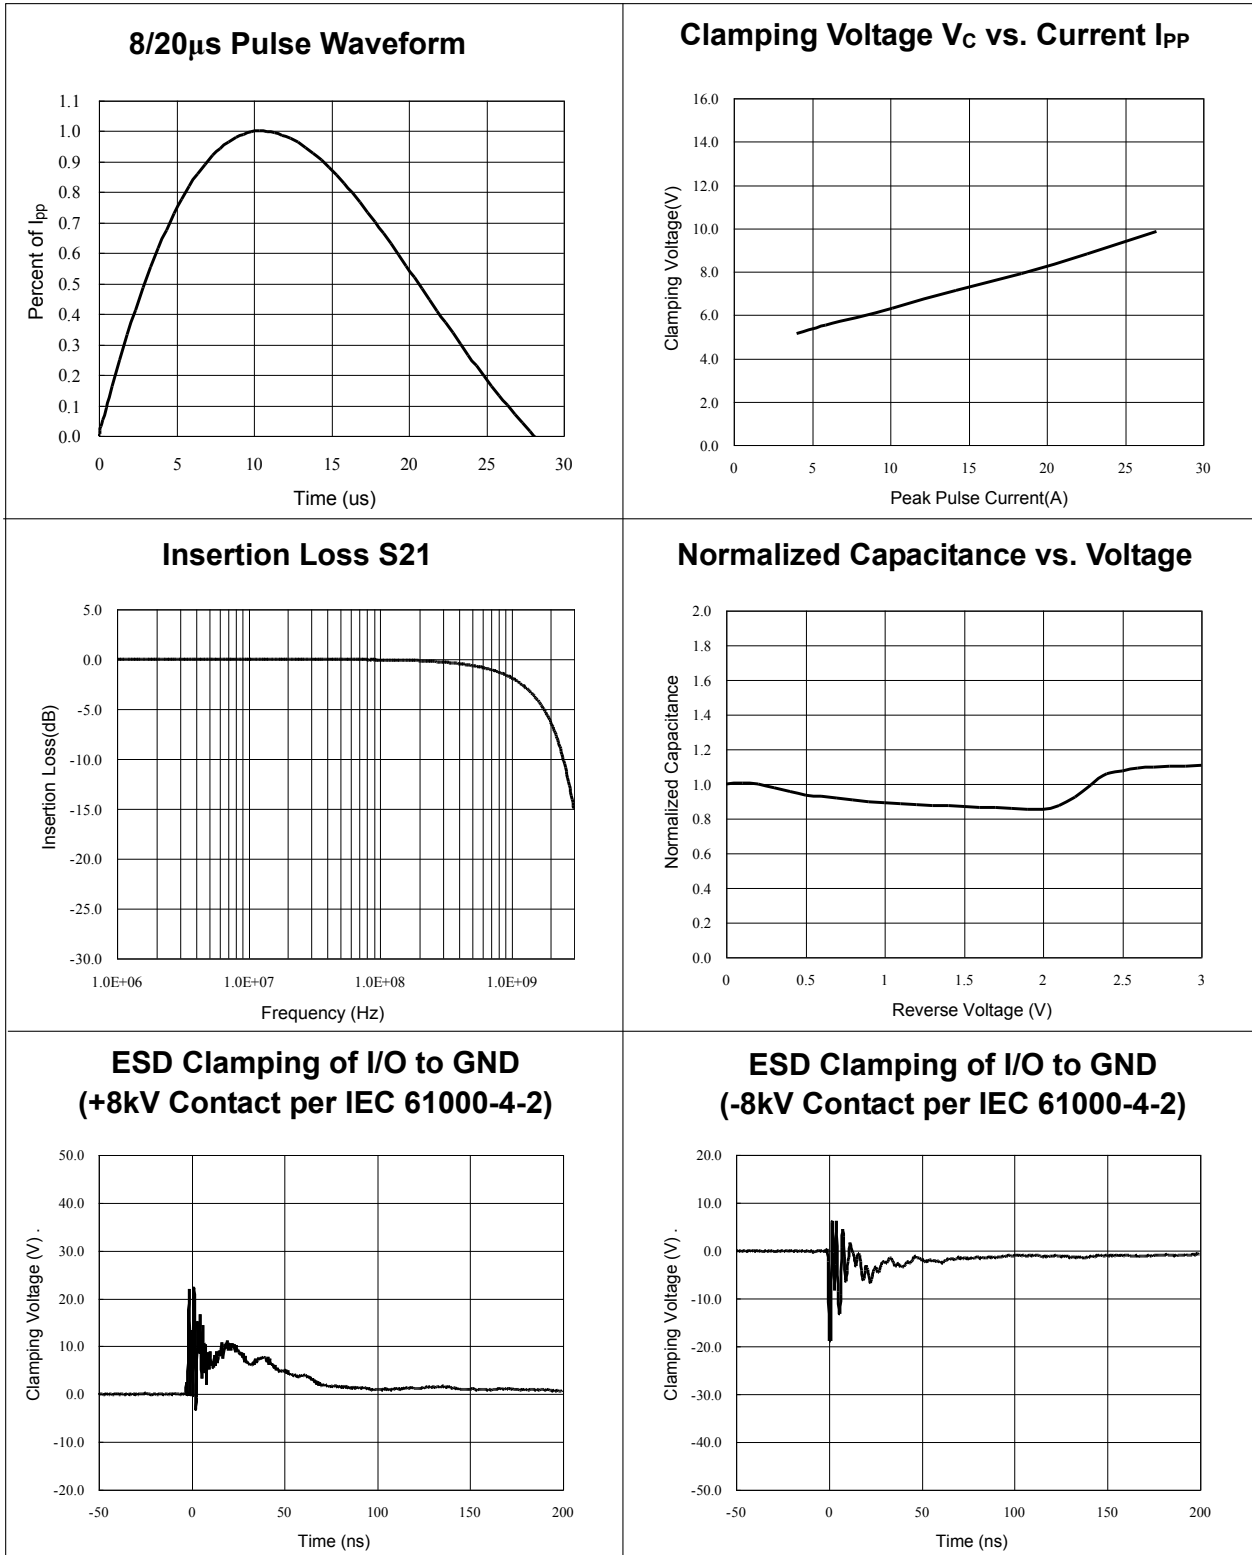 8/20μs Pulse Waveform
1.1
1.0
0.9
0.8
0.7
0.6
0.5
0.4
0.3
0.2
0.1
0.0
Percent of Ipp
0 5 10 15 20 25 30
Time (us)
Clamping Voltage VC vs. Current IPP
16.0
14.0
12.0
10.0
8.0
6.0
4.0
2.0
0.0
Clamping Voltage(V)
0 5 10 15 20 25 30
Peak Pulse Current(A)
Insertion Loss S21
5.0
0.0
-5.0
-10.0
-15.0
-20.0
-25.0
-30.0
Insertion Loss(dB)
1.0E+06 1.0E+07 1.0E+08 1.0E+09
Frequency (Hz)
Normalized Capacitance vs. Voltage
2.0
1.8
1.6
1.4
1.2
1.0
0.8
0.6
0.4
0.2
0.0
Normalized Capacitance
0 0.5 1 1.5 2 2.5 3
Reverse Voltage (V)
ESD Clamping of I/O to GND
(+8kV Contact per IEC 61000-4-2)
50.0
40.0
30.0
20.0
10.0
0.0
-10.0
-20.0
Clamping Voltage (V) .
-50 0 50 100 150 200
Time (ns)
ESD Clamping of I/O to GND
(-8kV Contact per IEC 61000-4-2)
20.0
10.0
0.0
-10.0
-20.0
-30.0
-40.0
-50.0
Clamping Voltage (V) .
-50 0 50 100 150 200
Time (ns)